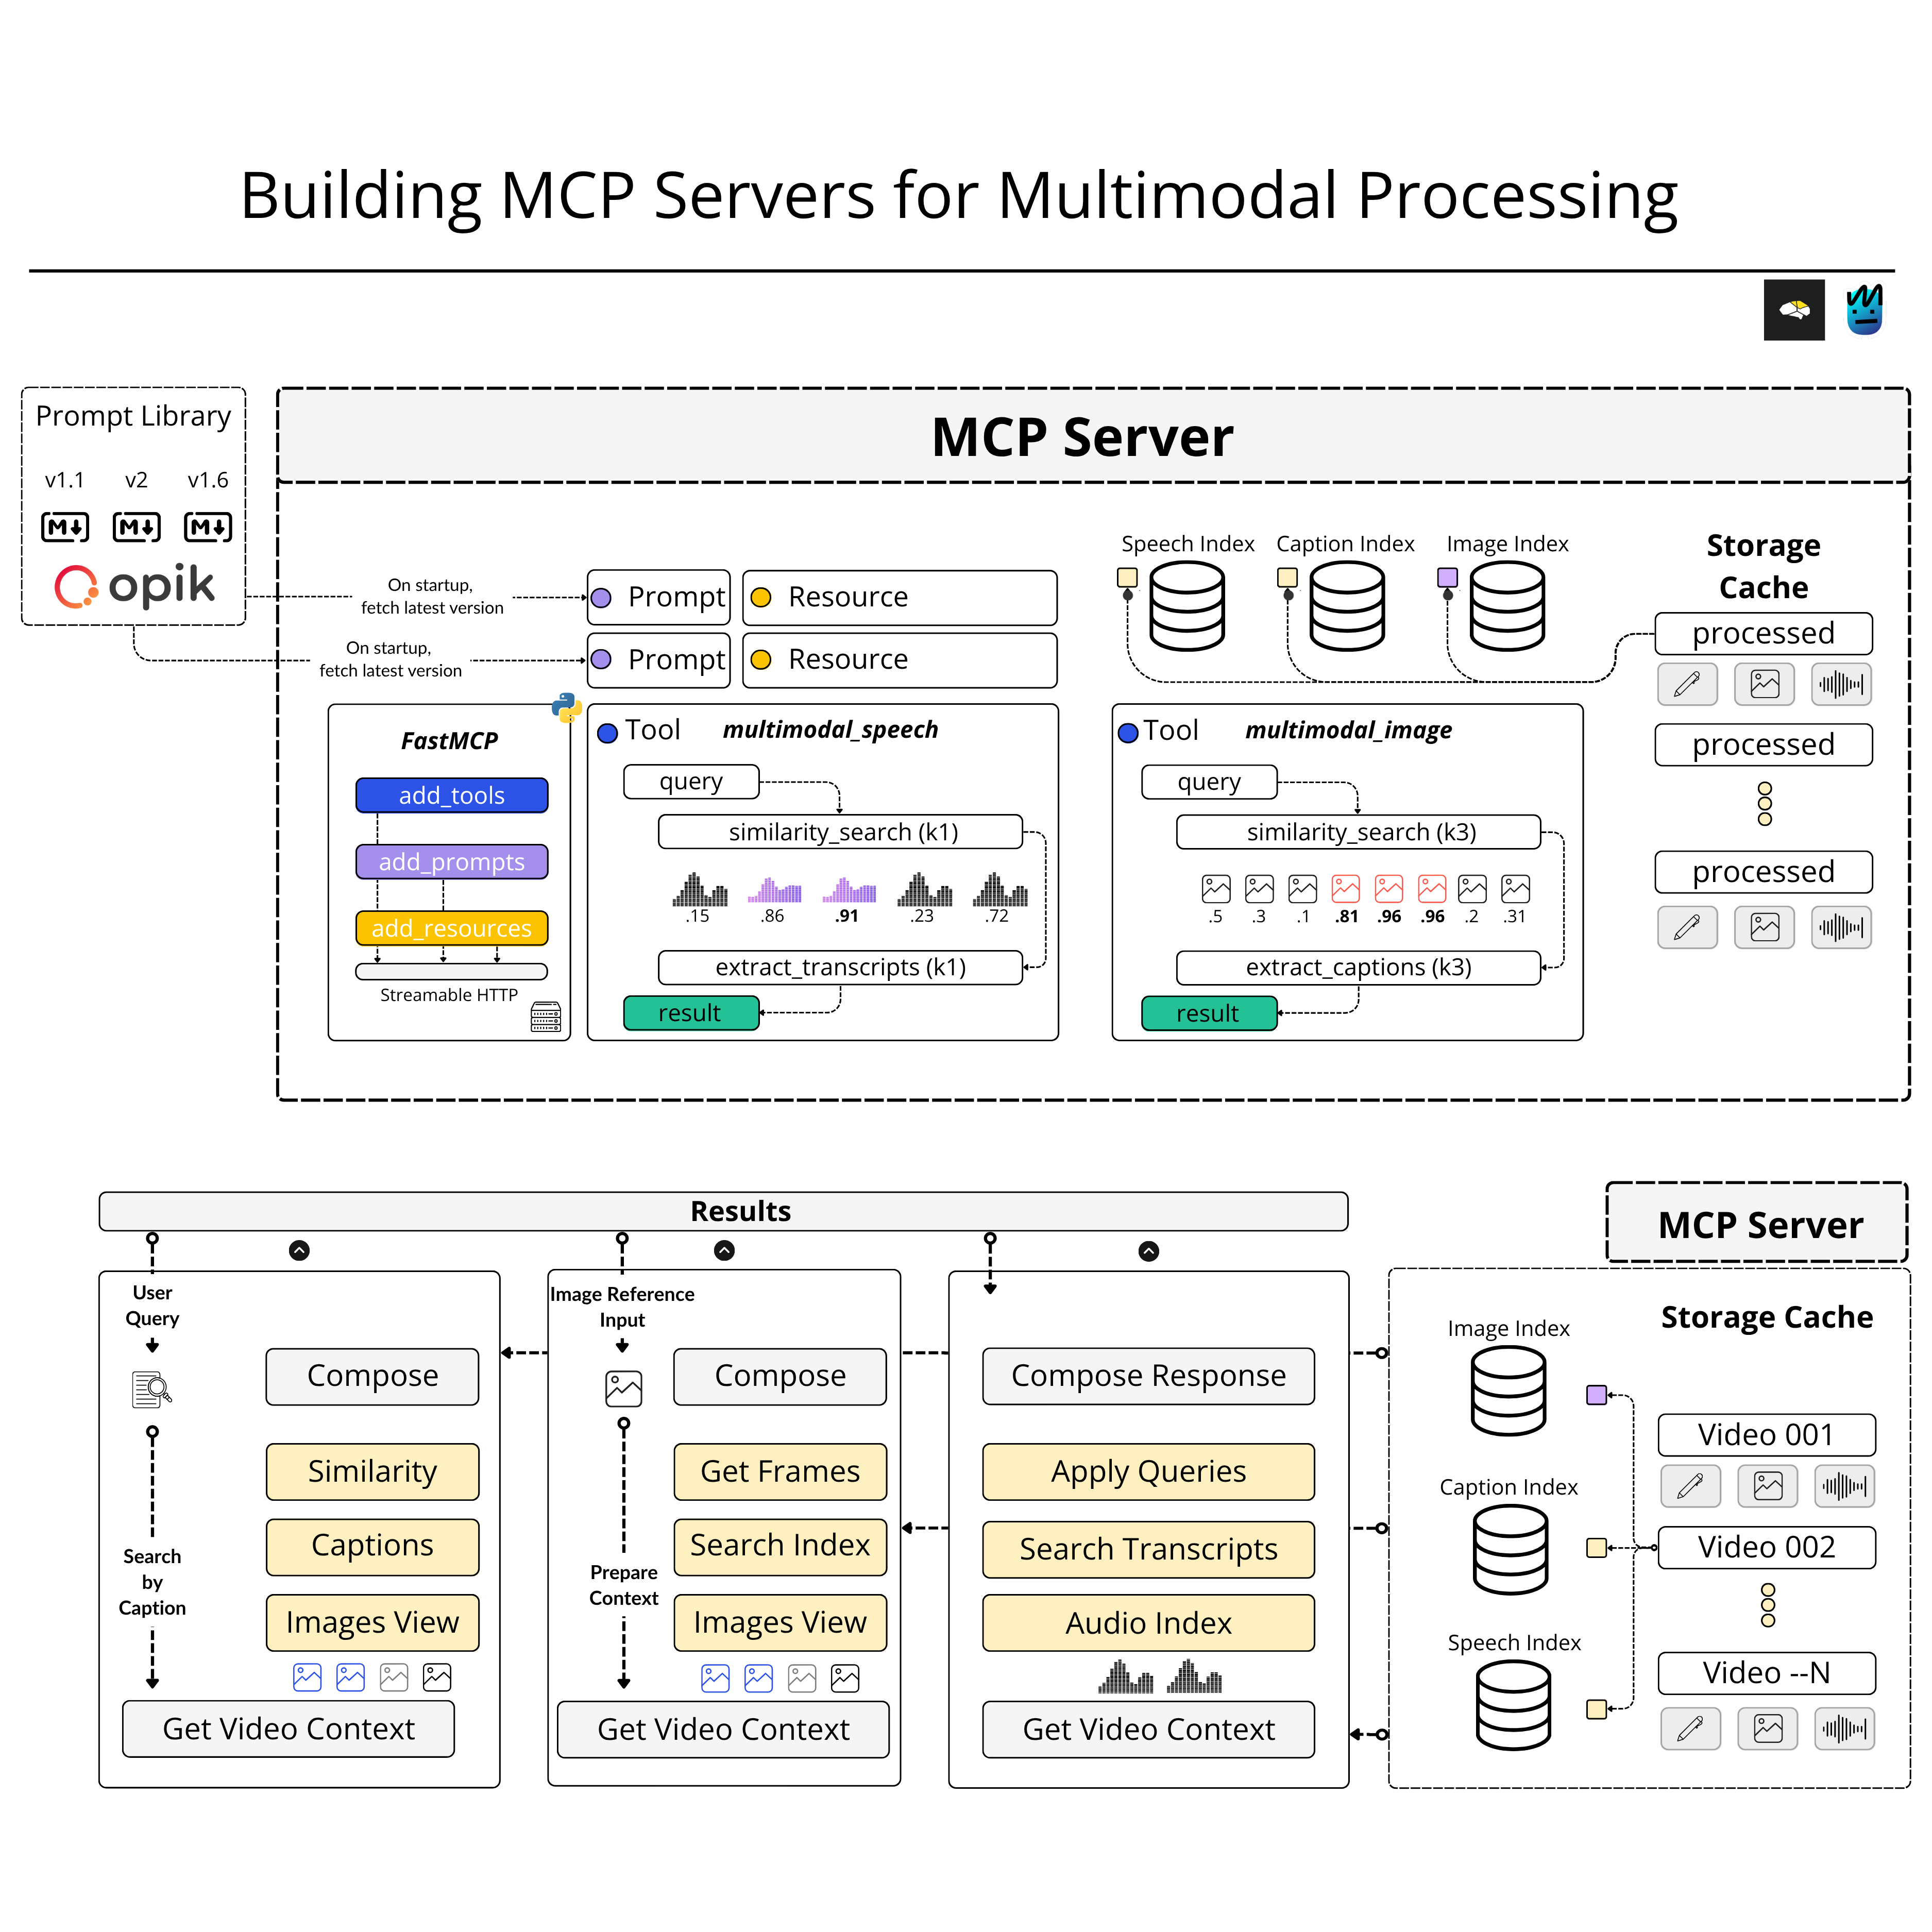 Building MCP Servers for Multimodal Processing
Prompt Library
v1.1 v2 v1.6
M M M
opik
MCP Server
On startup,
fetch latest version
On startup,
fetch latest version
Prompt
Resource
Prompt
Resource
Speech Index
Caption Index
Image Index
Storage
Cache
processed
processed
processed
FastMCP
add_tools
add_prompts
add_resources
Streamable HTTP
Tool multimodal_speech
query
similarity_search (k1)
.15 .86 .91 .23 .72
extract_transcripts (k1)
result
Tool multimodal_image
query
similarity_search (k3)
.5 .3 .1 .81 .96 .96 .2 .31
extract_captions (k3)
result
Results
User
Query
Search
by
Caption
Compose
Similarity
Captions
Images View
Get Video Context
Image Reference
Input
Prepare
Context
Compose
Get Frames
Search Index
Images View
Get Video Context
Compose Response
Apply Queries
Search Transcripts
Audio Index
Get Video Context
MCP Server
Image Index
Caption Index
Speech Index
Storage Cache
Video 001
Video 002
Video --N